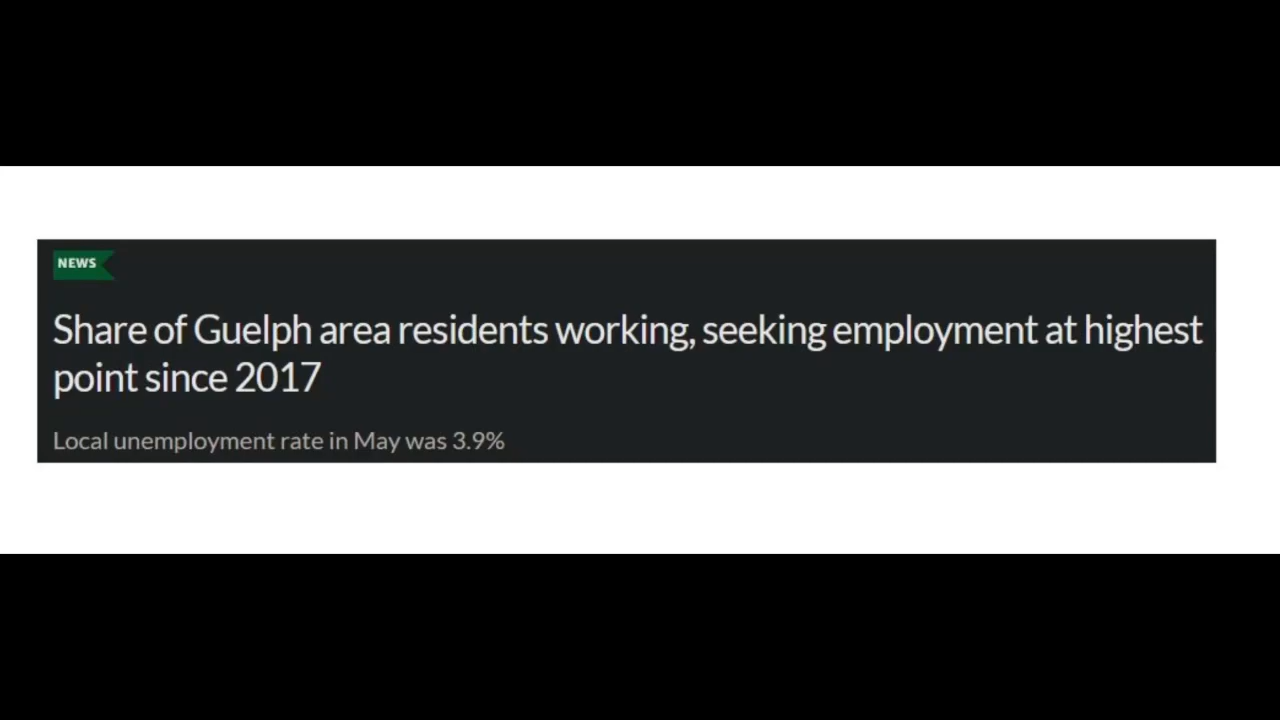 NEWS
Share of Guelph area residents working, seeking employment at highest
point since 2017
Local unemployment rate in May was 3.9%